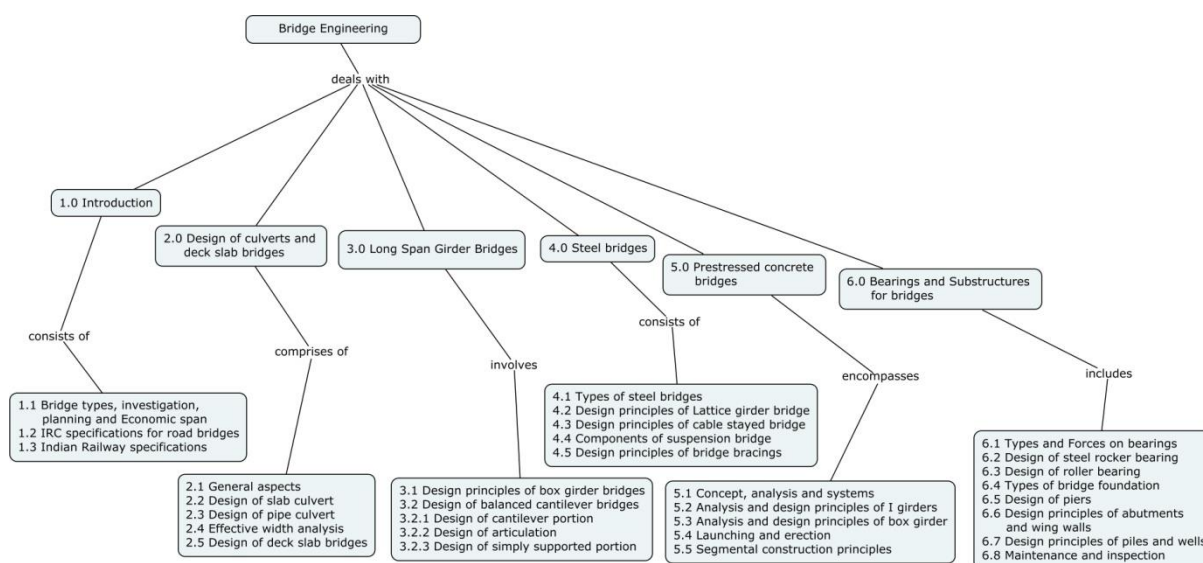 Bridge Engineering
deals with
1.0 Introduction
2.0 Design of culverts and
deck slab bridges
3.0 Long Span Girder Bridges
4.0 Steel bridges
5.0 Prestressed concrete
bridges
6.0 Bearings and Substructures
for bridges
consists of
comprises of
involves
consists of
encompasses
includes
1.1 Bridge types, investigation,
planning and Economic span
1.2 IRC specifications for road bridges
1.3 Indian Railway specifications
2.1 General aspects
2.2 Design of slab culvert
2.3 Design of pipe culvert
2.4 Effective width analysis
2.5 Design of deck slab bridges
3.1 Design principles of box girder bridges
3.2 Design of balanced cantilever bridges
3.2.1 Design of cantilever portion
3.2.2 Design of articulation
3.2.3 Design of simply supported portion
4.1 Types of steel bridges
4.2 Design principles of Lattice girder bridge
4.3 Design principles of cable stayed bridge
4.4 Components of suspension bridge
4.5 Design principles of bridge bracings
5.1 Concept, analysis and systems
5.2 Analysis and design principles of I girders
5.3 Analysis and design principles of box girder
5.4 Launching and erection
5.5 Segmental construction principles
6.1 Types and Forces on bearings
6.2 Design of steel rocker bearing
6.3 Design of roller bearing
6.4 Types of bridge foundation
6.5 Design of piers
6.6 Design principles of abutments
and wing walls
6.7 Design principles of piles and wells
6.8 Maintenance and inspection